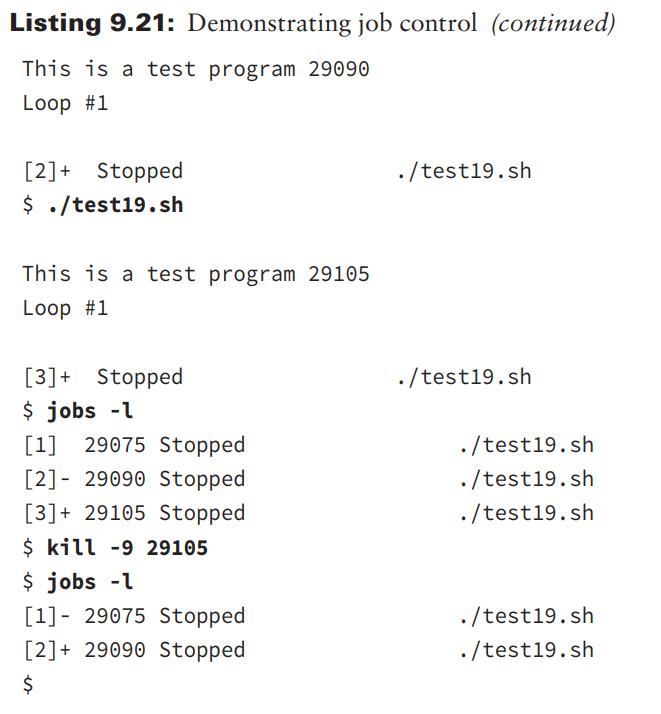 Listing 9.21: Demonstrating job control (continued)
This is a test program 29090
Loop #1
[2]+  Stopped                 ./test19.sh
$ ./test19.sh
This is a test program 29105
Loop #1
[3]+  Stopped                 ./test19.sh
$ jobs -l
[1]  29075 Stopped                 ./test19.sh
[2]- 29090 Stopped                 ./test19.sh
[3]+ 29105 Stopped                 ./test19.sh
$ kill -9 29105
$ jobs -l
[1]- 29075 Stopped                 ./test19.sh
[2]+ 29090 Stopped                 ./test19.sh
$